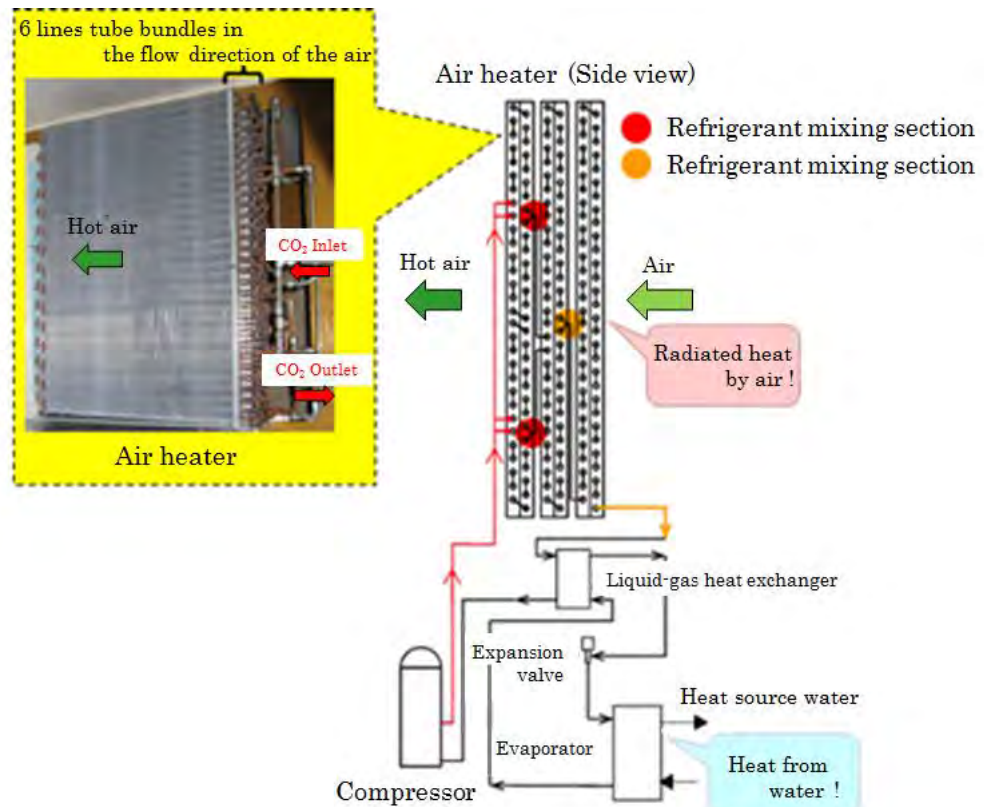 6 lines tube bundles in
the flow direction of the air
Hot air
CO₂ Inlet
CO₂ Outlet
Air heater
Air heater (Side view)
Refrigerant mixing section
Refrigerant mixing section
Hot air
Air
Radiated heat
by air !
Liquid-gas heat exchanger
Expansion
valve
Heat source water
Evaporator
Heat from
water !
Compressor